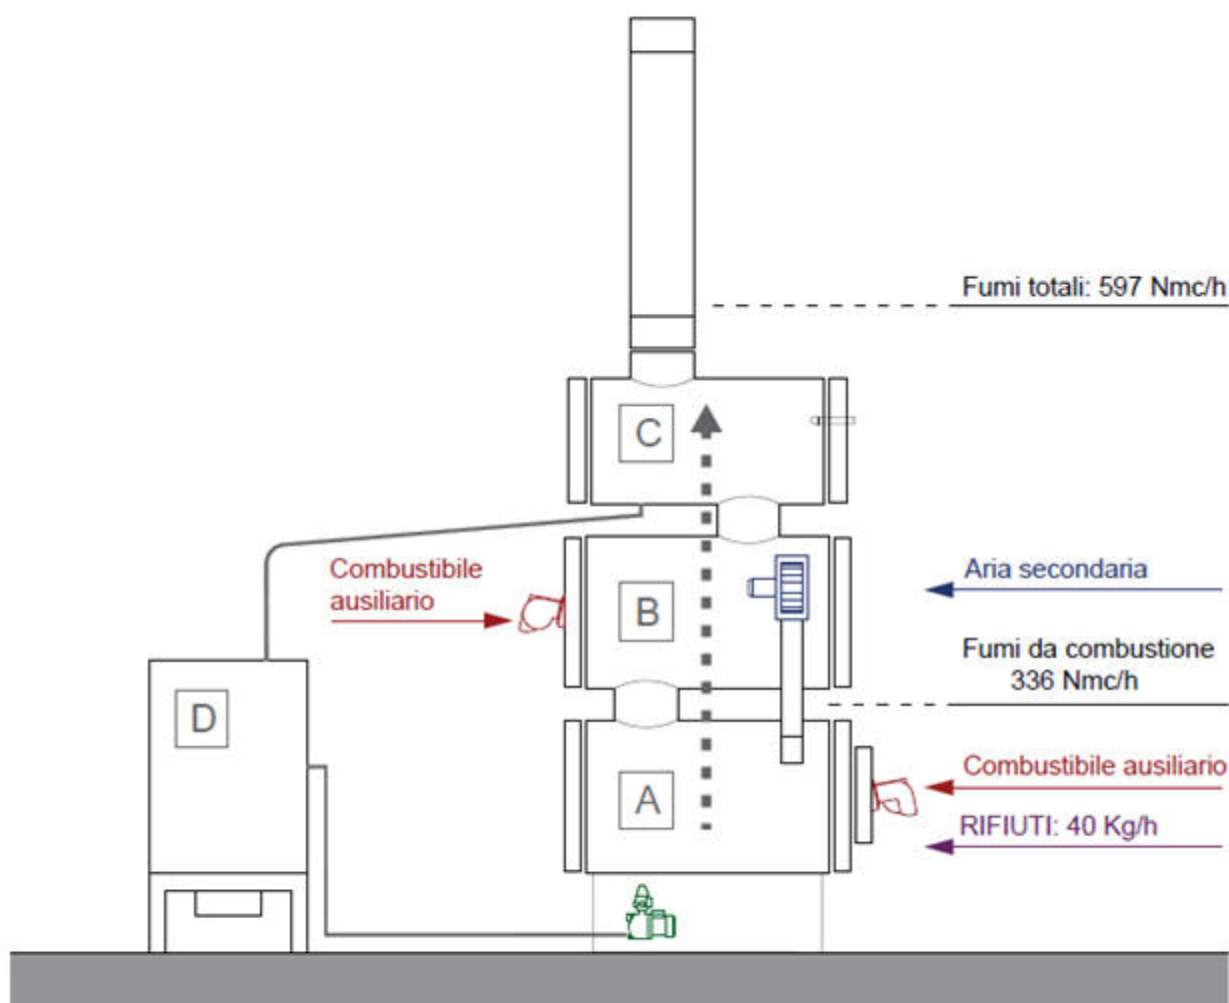 Fumi totali: 597 Nmc/h
C
Combustibile
ausiliario
Aria secondaria
B
Fumi da combustione
336 Nmc/h
D
A
Combustibile ausiliario
RIFIUTI: 40 Kg/h